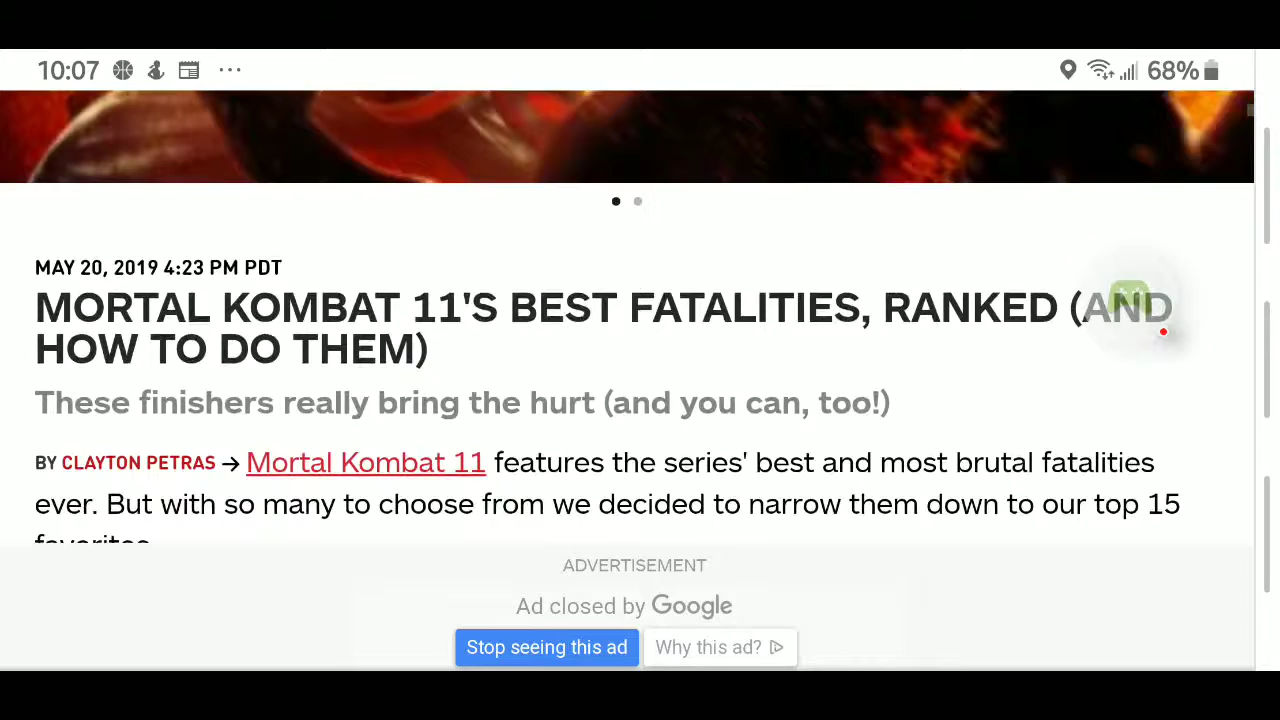 10:07 ... 68%
MAY 20, 2019 4:23 PM PDT
MORTAL KOMBAT 11'S BEST FATALITIES, RANKED (AND
HOW TO DO THEM)
These finishers really bring the hurt (and you can, too!)
BY CLAYTON PETRAS → Mortal Kombat 11 features the series' best and most brutal fatalities
ever. But with so many to choose from we decided to narrow them down to our top 15
favorites
ADVERTISEMENT
Ad closed by Google
Stop seeing this ad Why this ad?